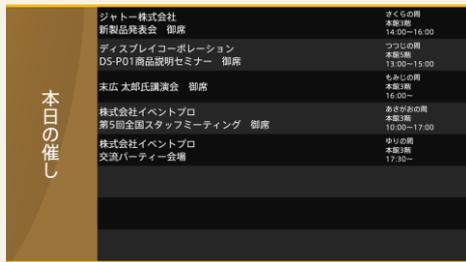 本日の催し
ジャトー株式会社
新製品発表会 御席
さくらの間
本館3階
14:00~16:00
ディスプレイコーポレーション
DS-P01商品説明セミナー 御席
つつじの間
本館5階
13:00~15:00
末広 太郎氏講演会 御席
もみじの間
本館3階
16:00~
株式会社イベントプロ
第5回全国スタッフミーティング 御席
あさがおの間
本館3階
10:00~17:00
株式会社イベントプロ
交流パーティー会場
ゆりの間
本館3階
17:30~